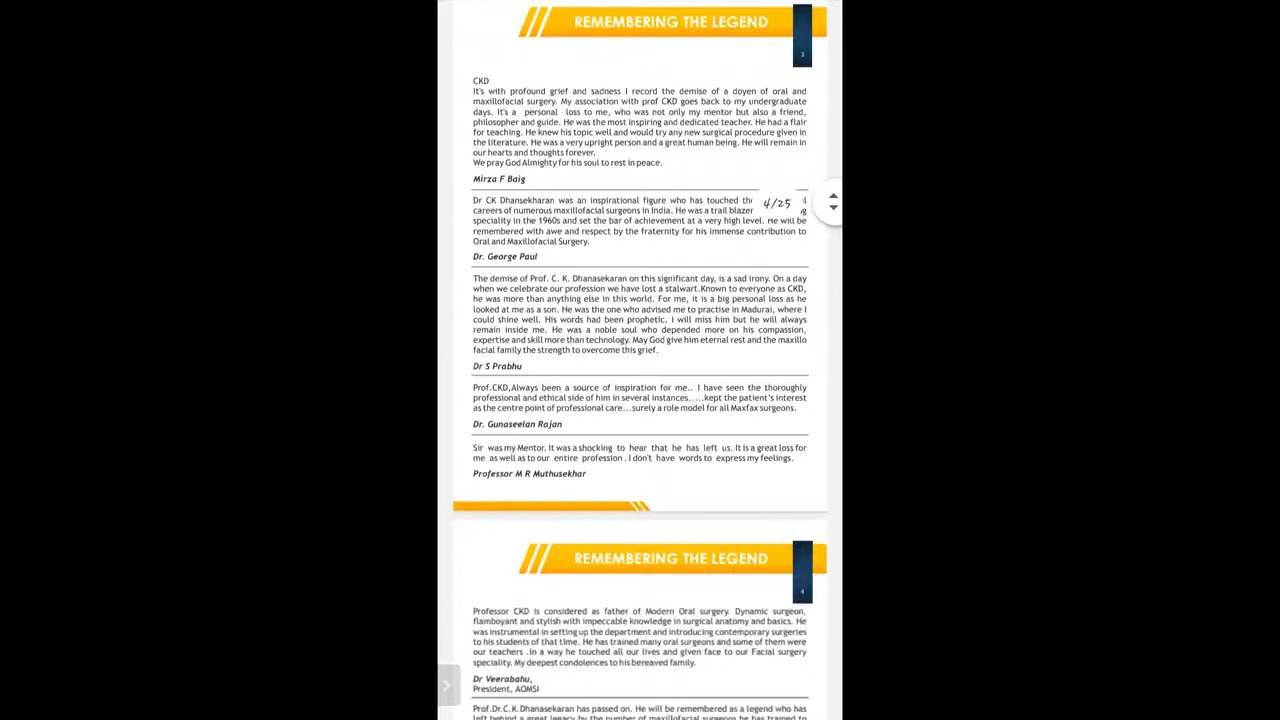 REMEMBERING THE LEGEND
3
CKD
It's with profound grief and sadness I record the demise of a doyen of oral and
maxillofacial surgery. My association with prof CKD goes back to my undergraduate
days. It's a personal loss to me, who was not only my mentor but also a friend,
philosopher and guide. He was the most inspiring and dedicated teacher. He had a flair
for teaching. He knew his topic well and would try any new surgical procedure given in
the literature. He was a very upright person and a great human being. He will remain in
our hearts and thoughts forever.
We pray God Almighty for his soul to rest in peace.
Mirza F Baig
Dr CK Dhansekharan was an inspirational figure who has touched the
4/25
careers of numerous maxillofacial surgeons in India. He was a trail blazer
speciality in the 1960s and set the bar of achievement at a very high level. He will be
remembered with awe and respect by the fraternity for his immense contribution to
Oral and Maxillofacial Surgery.
Dr. George Paul
The demise of Prof. C. K. Dhanasekaran on this significant day, is a sad irony. On a day
when we celebrate our profession we have lost a stalwart.Known to everyone as CKD,
he was more than anything else in this world. For me, it is a big personal loss as he
looked at me as a son. He was the one who advised me to practise in Madurai, where I
could shine well. His words had been prophetic. I will miss him but he will always
remain inside me. He was a noble soul who depended more on his compassion,
expertise and skill more than technology. May God give him eternal rest and the maxillo
facial family the strength to overcome this grief.
Dr S Prabhu
Prof.CKD,Always been a source of inspiration for me.. I have seen the thoroughly
professional and ethical side of him in several instances.....kept the patient's interest
as the centre point of professional care...surely a role model for all Maxfax surgeons.
Dr. Gunaseelan Rajan
Sir was my Mentor. It was a shocking to hear that he has left us. It is a great loss for
me as well as to our entire profession . I don't have words to express my feelings.
Professor M R Muthusekhar
REMEMBERING THE LEGEND
4
Professor CKD is considered as father of Modern Oral surgery. Dynamic surgeon,
flamboyant and stylish with impeccable knowledge in surgical anatomy and basics. He
was instrumental in setting up the department and introducing contemporary surgeries
to his students of that time. He has trained many oral surgeons and some of them were
our teachers .In a way he touched all our lives and given face to our Facial surgery
speciality. My deepest condolences to his bereaved family.
Dr Veerabahu,
President, AOMSI
Prof.Dr.C.K.Dhanasekaran has passed on. He will be remembered as a legend who has
left behind a great legacy by the number of maxillofacial surgeons he has trained to